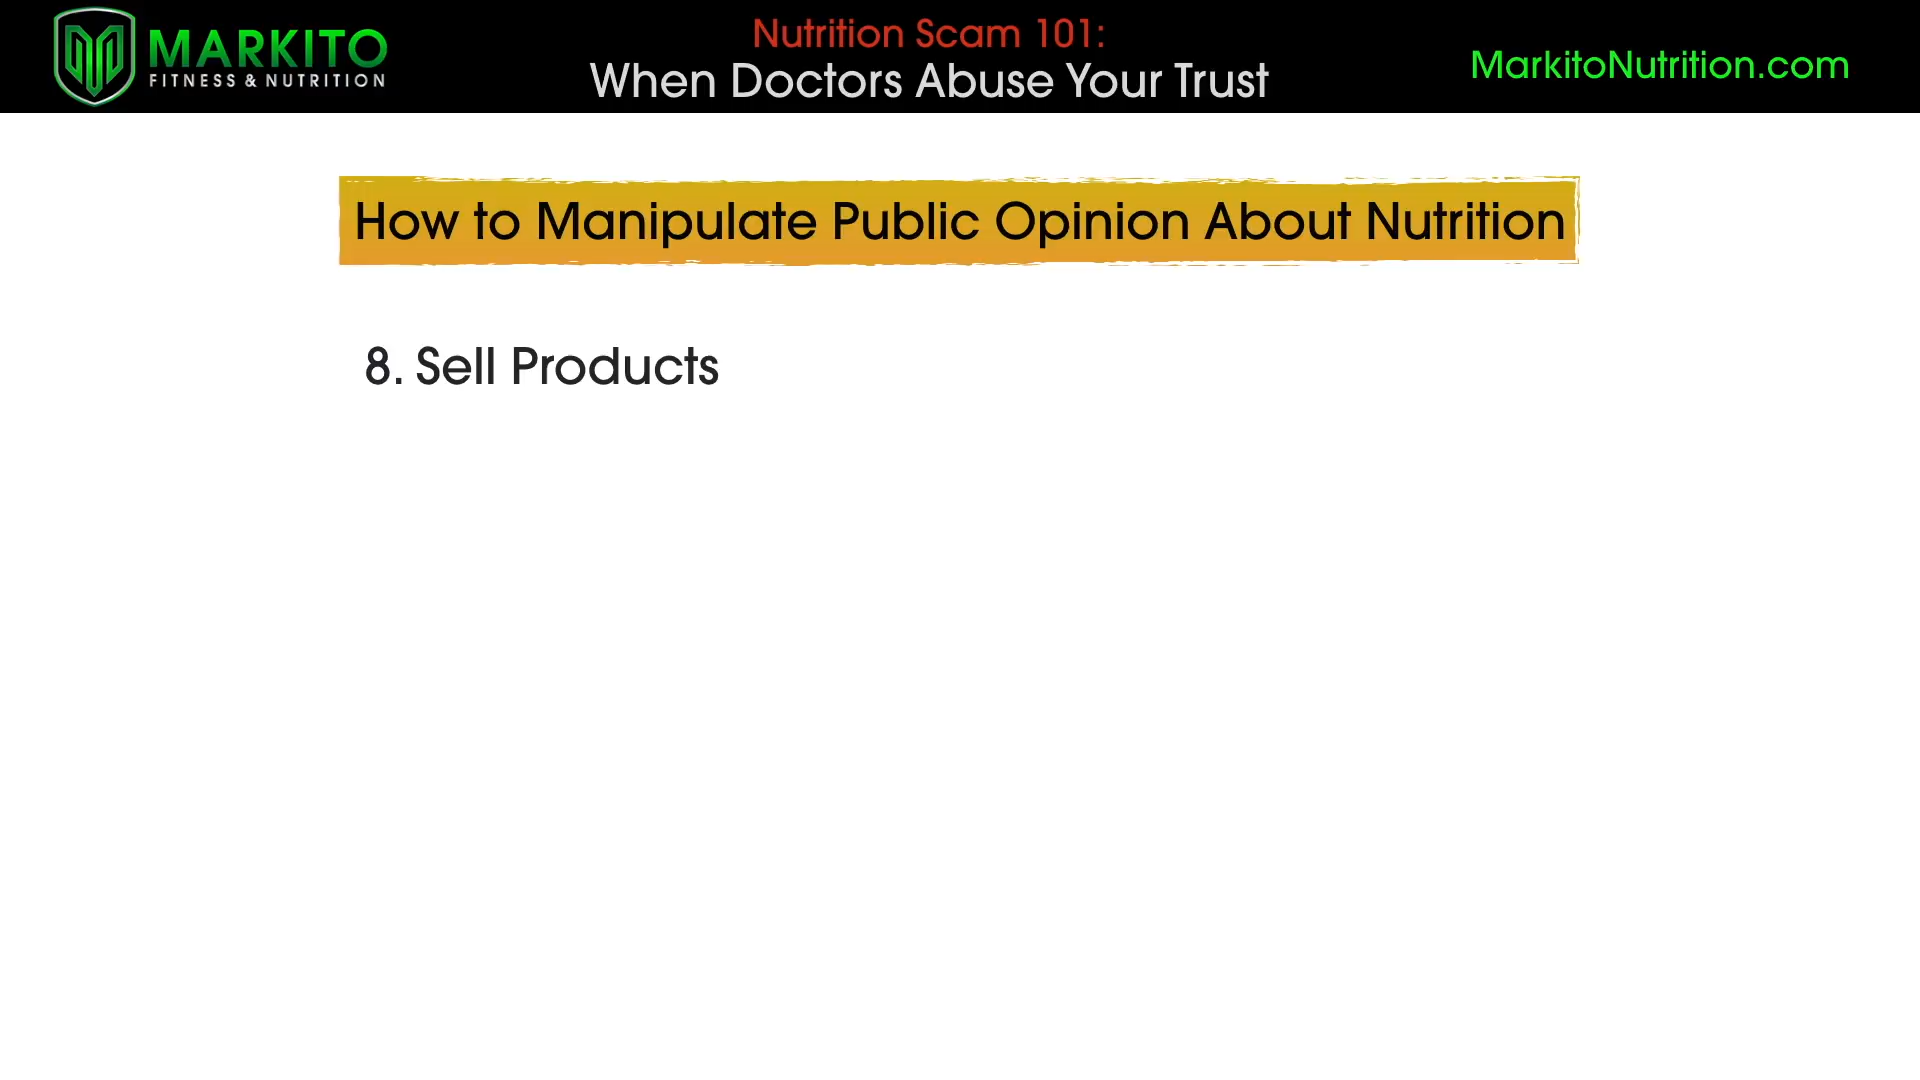 MARKITO
FITNESS & NUTRITION
Nutrition Scam 101:
When Doctors Abuse Your Trust
MarkitoNutrition.com
How to Manipulate Public Opinion About Nutrition
8. Sell Products